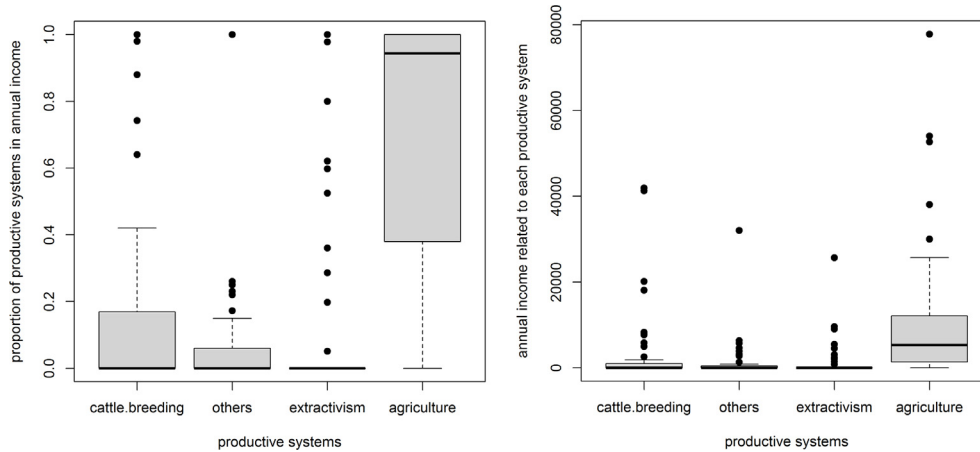 proportion of productive systems in annual income
1.0
0.8
0.6
0.4
0.2
0.0
cattle.breeding others extractivism agriculture
productive systems
annual income related to each productive system
80000
60000
40000
20000
0
cattle.breeding others extractivism agriculture
productive systems